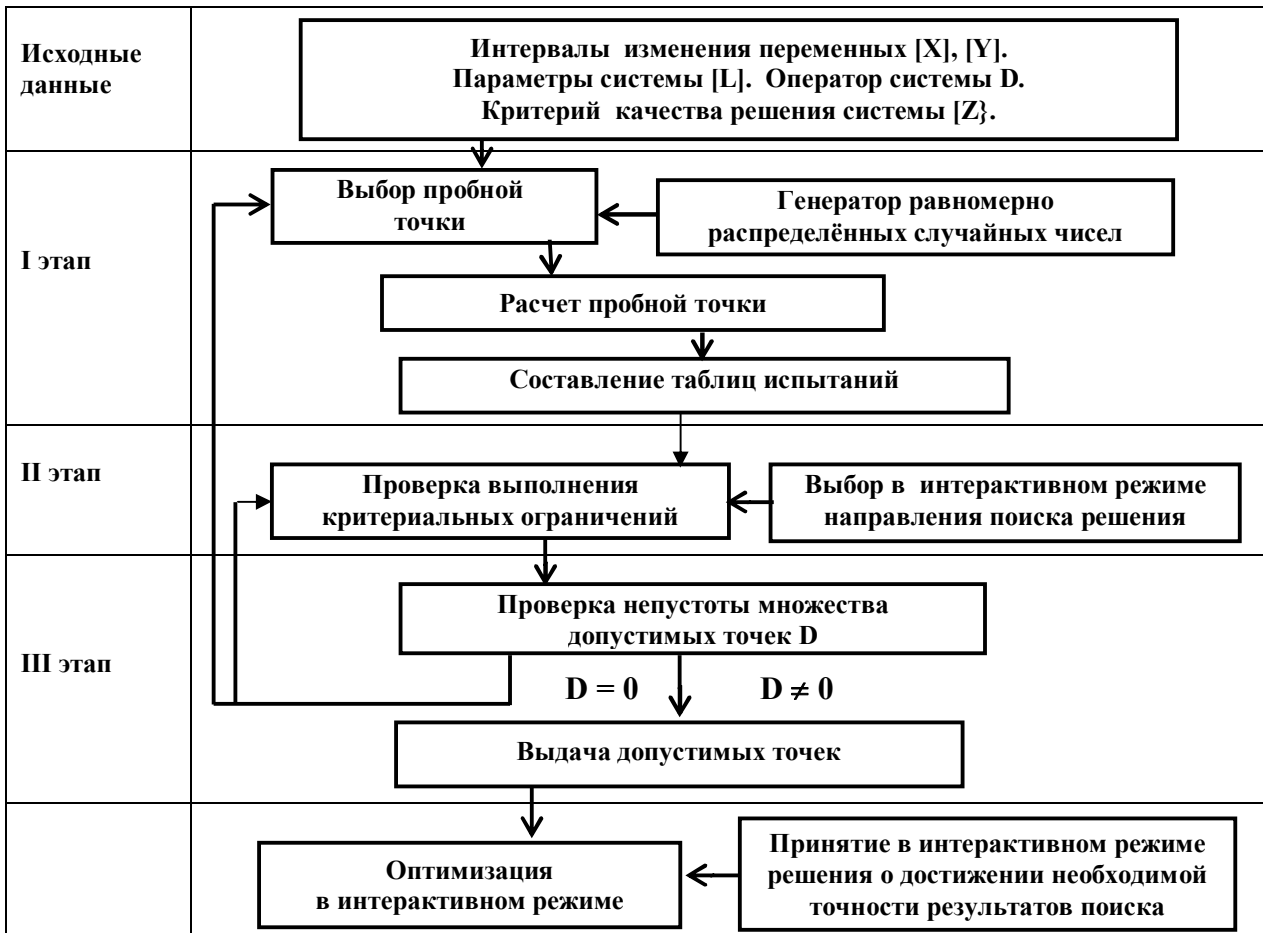 Исходные
данные
Интервалы изменения переменных [X], [Y].
Параметры системы [L]. Оператор системы D.
Критерий качества решения системы [Z}.
I этап
Выбор пробной
точки
Генератор равномерно
распределённых случайных чисел
Расчет пробной точки
Составление таблиц испытаний
II этап
Проверка выполнения
критериальных ограничений
Выбор в интерактивном режиме
направления поиска решения
III этап
Проверка непустоты множества
допустимых точек D
D = 0 D ≠ 0
Выдача допустимых точек
Оптимизация
в интерактивном режиме
Принятие в интерактивном режиме
решения о достижении необходимой
точности результатов поиска